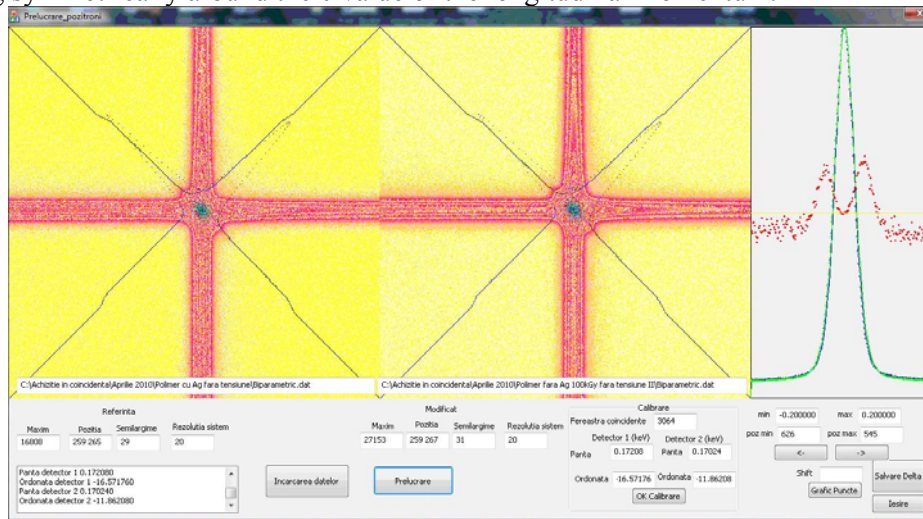 Prelucrare_pozitroni
C:\Achizitie in coincidenta\Aprilie 2010\Polimer cu Ag fara tensiune\Biparametric.dat
C:\Achizitie in coincidenta\Aprilie 2010\Polimer fara Ag 100kGy fara tensiune II\Biparametric.dat
Referinta
Maxim Pozitia Semilargime Rezolutia sistem
16808 259 265 29 20
Panta detector 1 0.172080
Ordonata detector 1 -16.571760
Panta detector 2 0.170240
Ordonata detector 2 -11.862080
Incarcarea datelor
Modificat
Maxim Pozitia Semilargime Rezolutia sistem
27153 259 267 31 20
Prelucrare
Calibrare
Fereastra coincidente 3064
Detector 1 (keV) Detector 2 (keV)
Panta 0.17208 Panta 0.17024
Ordonata -16.57176 Ordonata -11.86208
OK Calibrare
min -0.200000 max 0.200000
poz min 626 poz max 545
<- ->
Shift
Grafic Puncte
Salvare Delta
Iesire